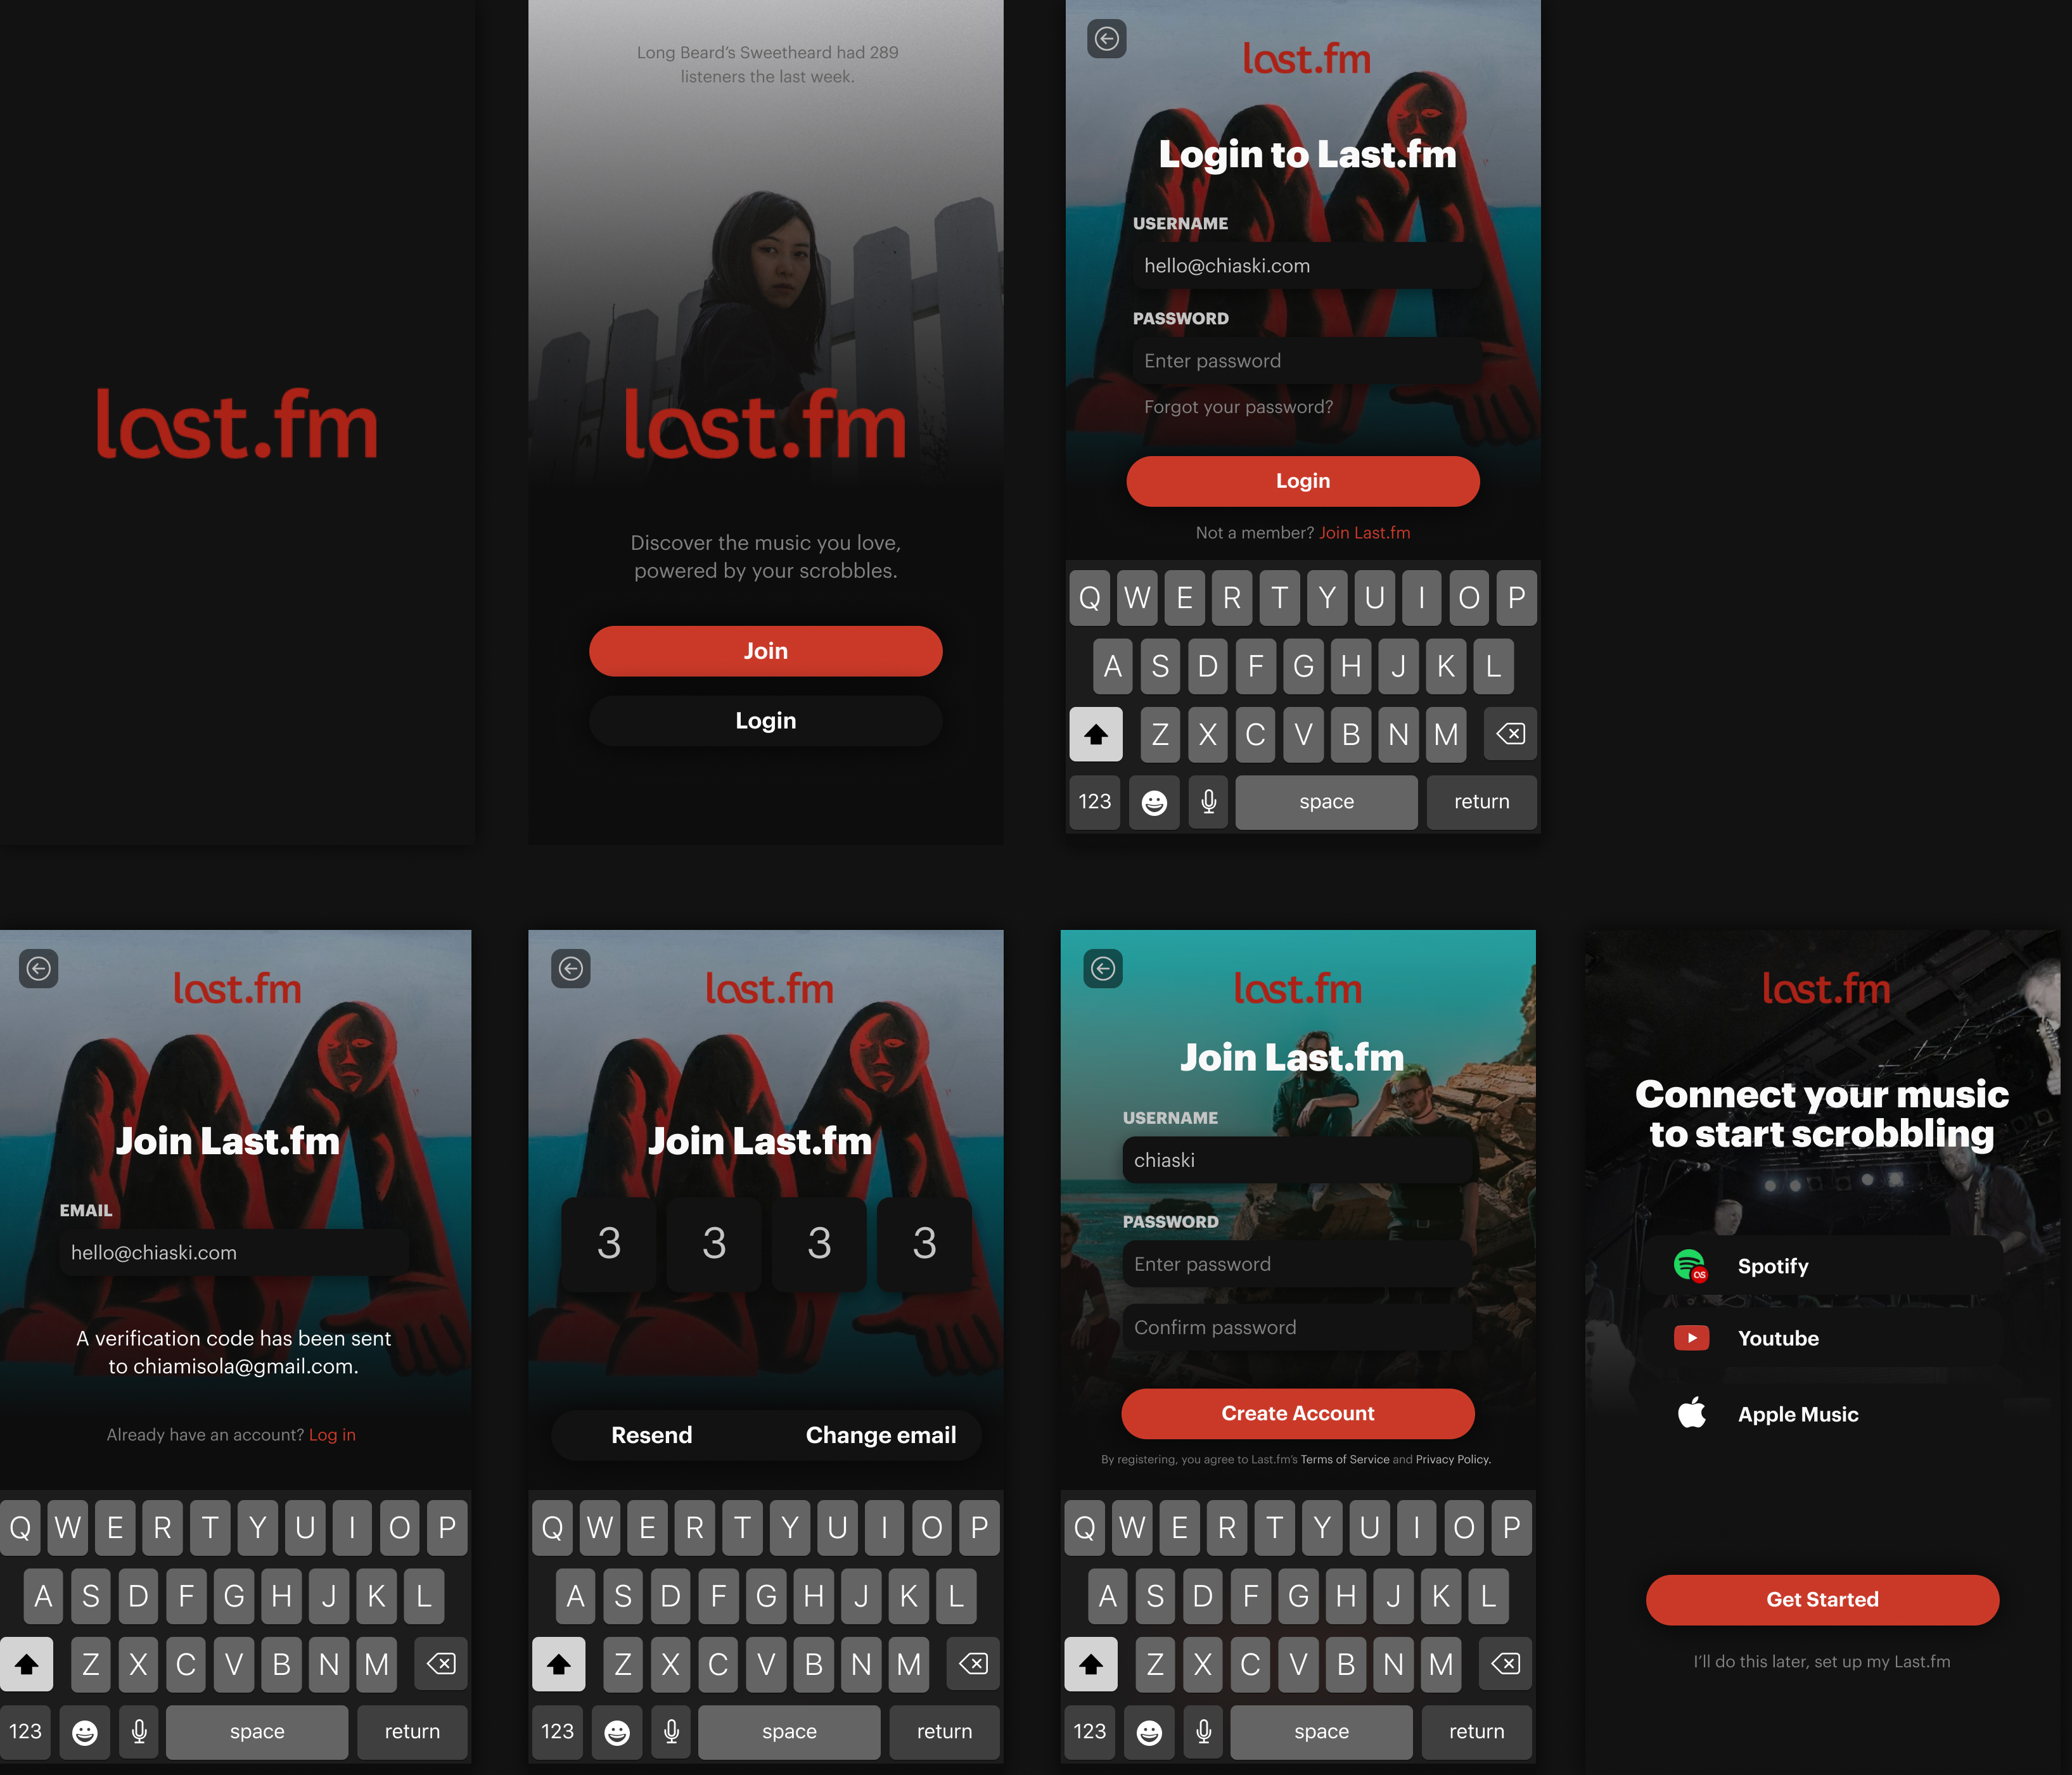 last.fm
Long Beard's Sweetheard had 289
listeners the last week.
last.fm
Discover the music you love,
powered by your scrobbles.
Join
Login
last.fm
Login to Last.fm
USERNAME
hello@chiaski.com
PASSWORD
Enter password
Forgot your password?
Login
Not a member? Join Last.fm
Q W E R T Y U I O P
A S D F G H J K L
Z X C V B N M
123 space return
last.fm
Join Last.fm
EMAIL
hello@chiaski.com
A verification code has been sent
to chiamisola@gmail.com.
Already have an account? Log in
Q W E R T Y U I O P
A S D F G H J K L
Z X C V B N M
123 space return
last.fm
Join Last.fm
3 3 3 3
Resend Change email
Q W E R T Y U I O P
A S D F G H J K L
Z X C V B N M
123 space return
last.fm
Join Last.fm
USERNAME
chiaski
PASSWORD
Enter password
Confirm password
Create Account
By registering, you agree to Last.fm's Terms of Service and Privacy Policy.
Q W E R T Y U I O P
A S D F G H J K L
Z X C V B N M
123 space return
last.fm
Connect your music
to start scrobbling
Spotify
Youtube
Apple Music
Get Started
I'll do this later, set up my Last.fm